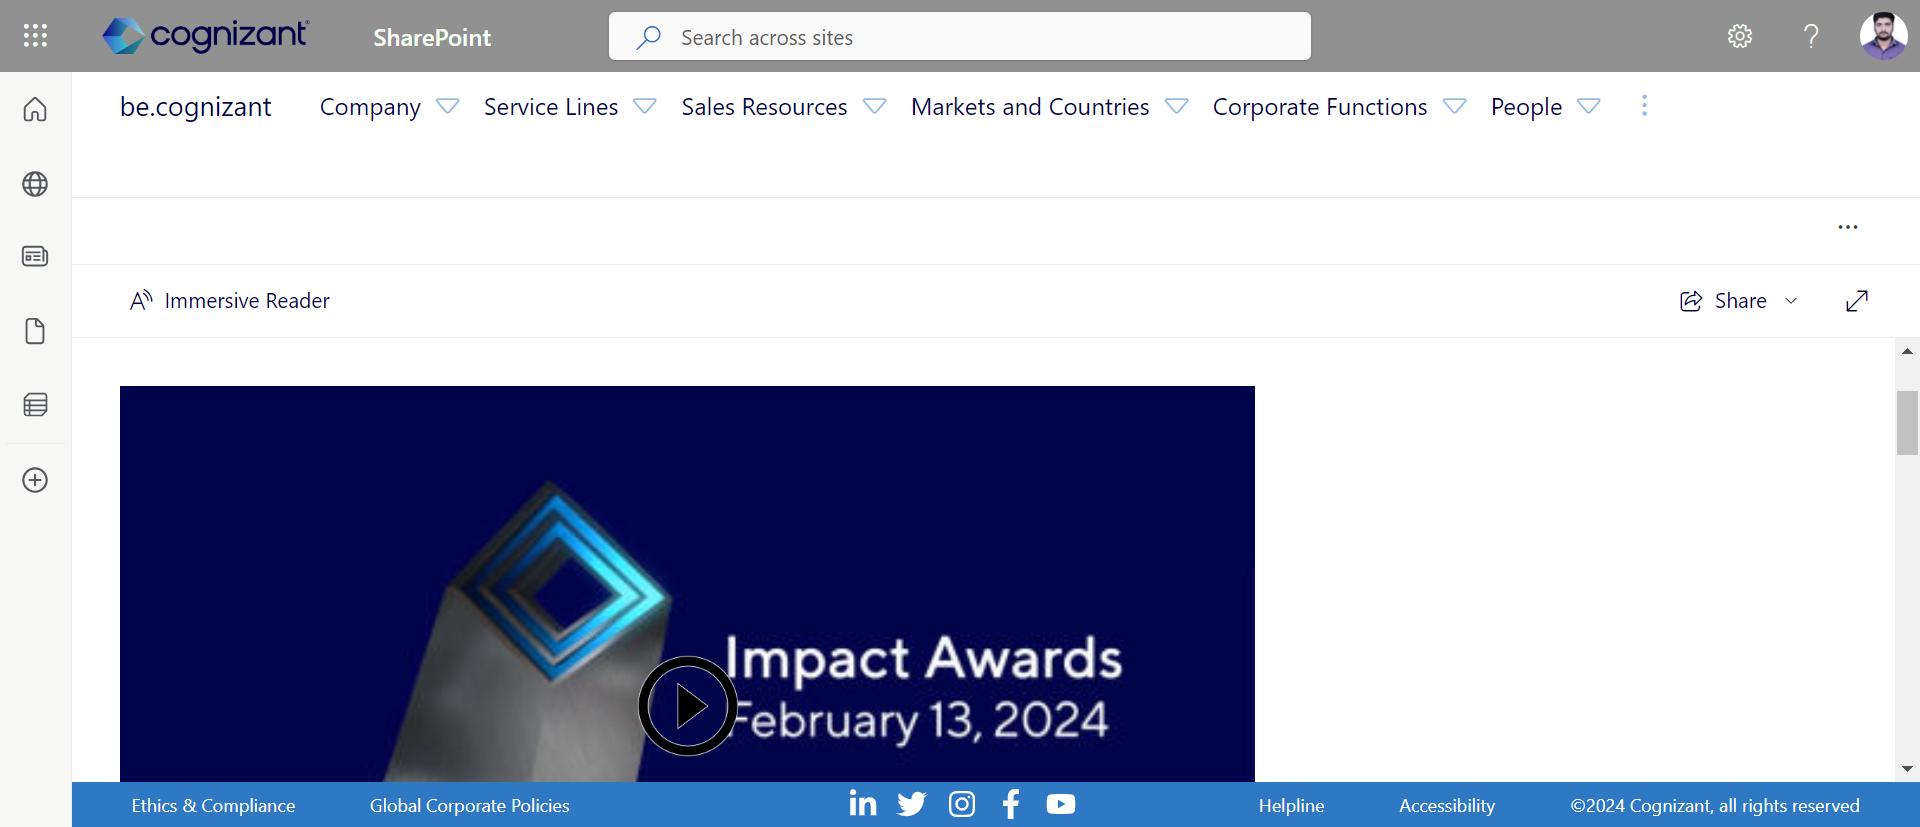 cognizant
SharePoint
Search across sites
be.cognizant
Company
Service Lines
Sales Resources
Markets and Countries
Corporate Functions
People
Immersive Reader
Share
Impact Awards
February 13, 2024
Ethics & Compliance
Global Corporate Policies
Helpline
Accessibility
©2024 Cognizant, all rights reserved